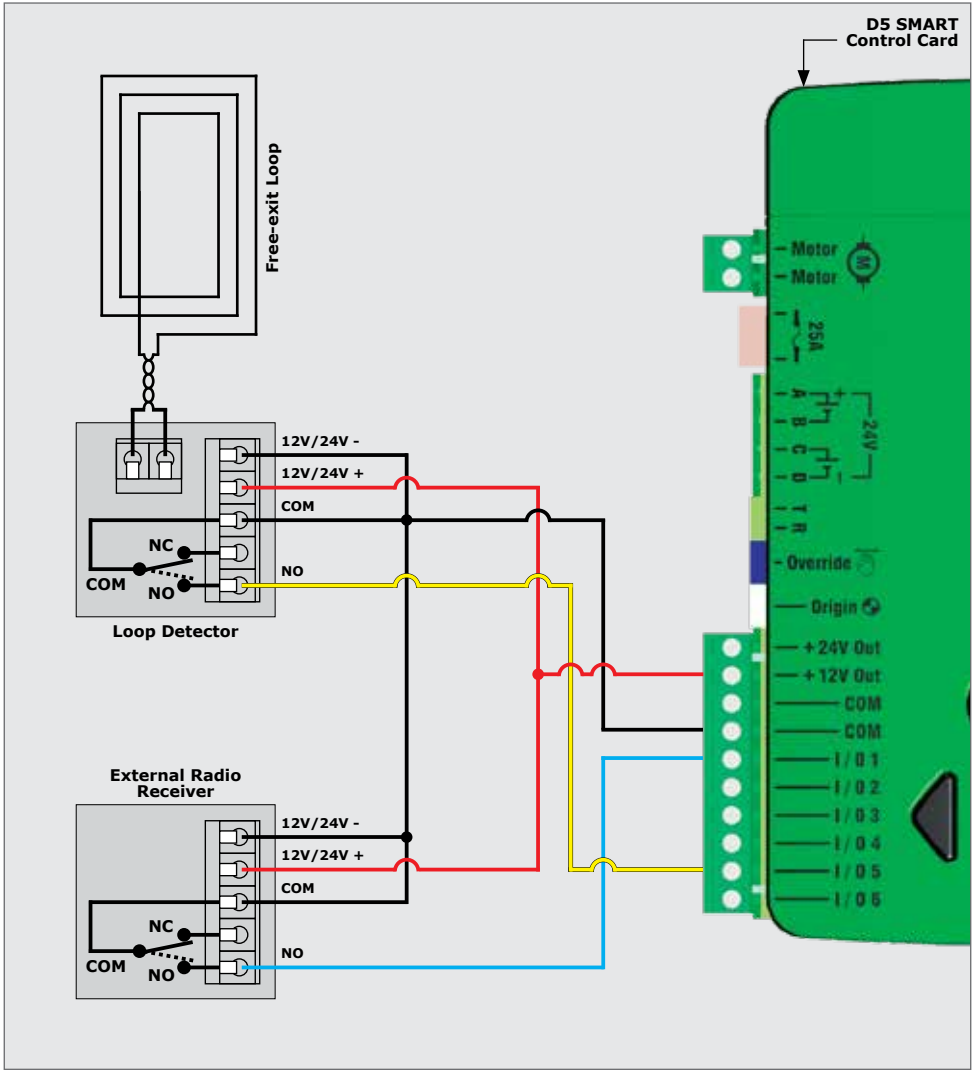 D5 SMART
Control Card
Free-exit Loop
Motor
Motor
M
25A
A +
B
C
D -
24V
T
R
Override
Origin
+ 24V Out
+ 12V Out
COM
COM
I / O 1
I / O 2
I / O 3
I / O 4
I / O 5
I / O 6
12V/24V -
12V/24V +
COM
NC
NO
COM
NO
Loop Detector
External Radio
Receiver
12V/24V -
12V/24V +
COM
NC
NO
COM
NO